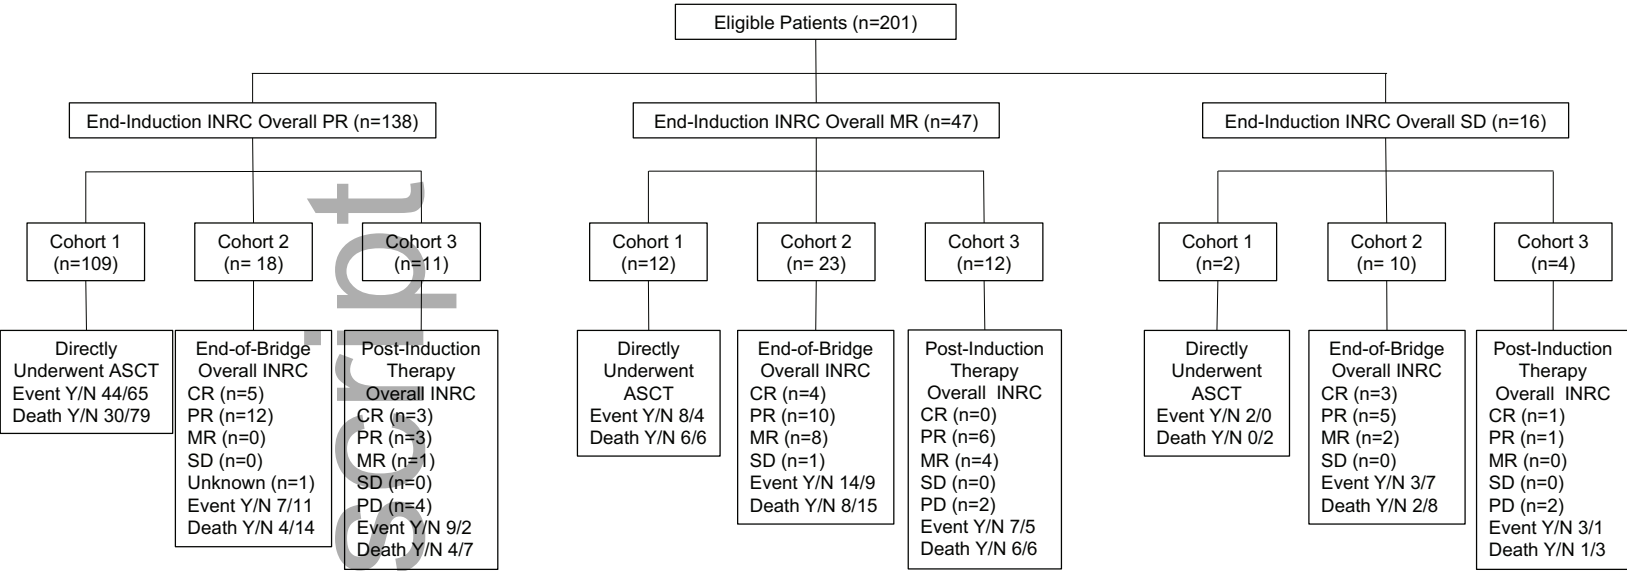 Eligible Patients (n=201)
End-Induction INRC Overall PR (n=138)
End-Induction INRC Overall MR (n=47)
End-Induction INRC Overall SD (n=16)
Cohort 1
(n=109)
Cohort 2
(n= 18)
Cohort 3
(n=11)
Cohort 1
(n=12)
Cohort 2
(n= 23)
Cohort 3
(n=12)
Cohort 1
(n=2)
Cohort 2
(n= 10)
Cohort 3
(n=4)
Directly
Underwent ASCT
Event Y/N 44/65
Death Y/N 30/79
End-of-Bridge
Overall INRC
CR (n=5)
PR (n=12)
MR (n=0)
SD (n=0)
Unknown (n=1)
Event Y/N 7/11
Death Y/N 4/14
Post-Induction
Therapy
Overall INRC
CR (n=3)
PR (n=3)
MR (n=1)
SD (n=0)
PD (n=4)
Event Y/N 9/2
Death Y/N 4/7
Directly
Underwent
ASCT
Event Y/N 8/4
Death Y/N 6/6
End-of-Bridge
Overall INRC
CR (n=4)
PR (n=10)
MR (n=8)
SD (n=1)
Event Y/N 14/9
Death Y/N 8/15
Post-Induction
Therapy
Overall INRC
CR (n=0)
PR (n=6)
MR (n=4)
SD (n=0)
PD (n=2)
Event Y/N 7/5
Death Y/N 6/6
Directly
Underwent
ASCT
Event Y/N 2/0
Death Y/N 0/2
End-of-Bridge
Overall INRC
CR (n=3)
PR (n=5)
MR (n=2)
SD (n=0)
Event Y/N 3/7
Death Y/N 2/8
Post-Induction
Therapy
Overall INRC
CR (n=1)
PR (n=1)
MR (n=0)
SD (n=0)
PD (n=2)
Event Y/N 3/1
Death Y/N 1/3
script